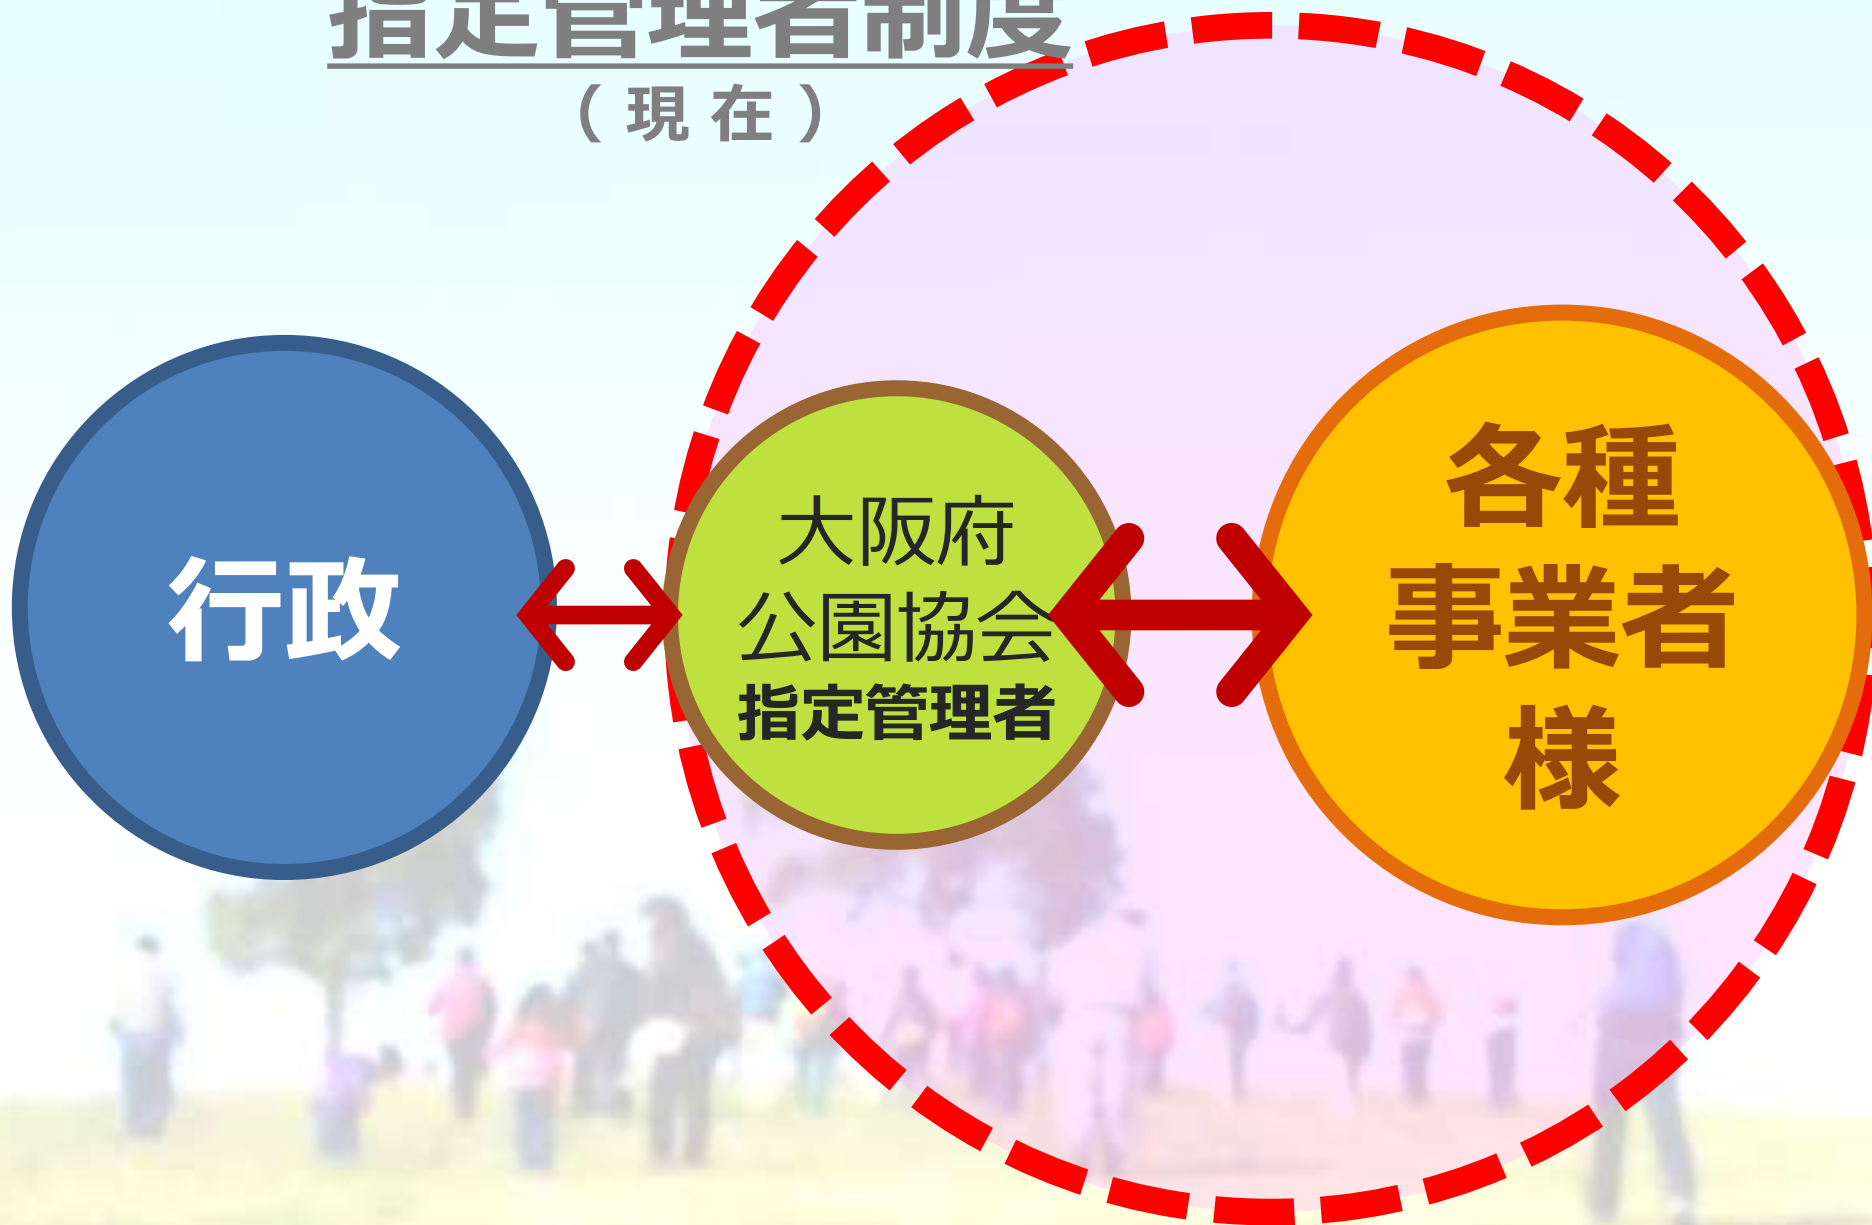 指定管理者制度
（現在）
行政
大阪府
公園協会
指定管理者
各種
事業者
様